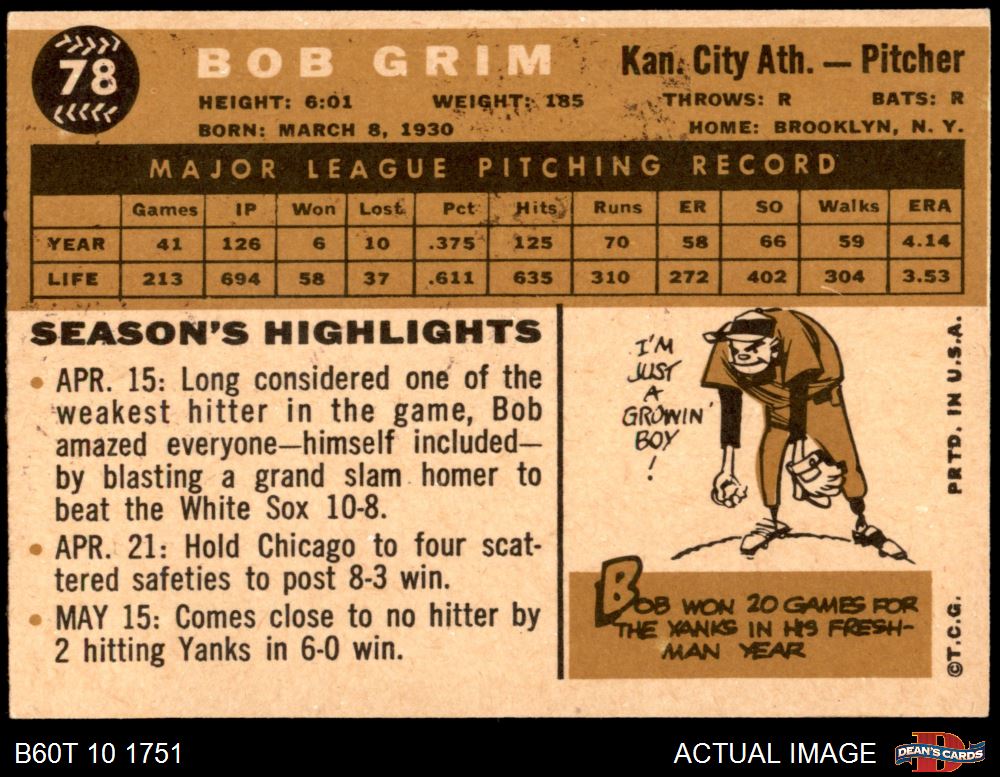 78
BOB GRIM
Kan. City Ath. — Pitcher
HEIGHT: 6:01 WEIGHT: 185 THROWS: R BATS: R
BORN: MARCH 8, 1930 HOME: BROOKLYN, N. Y.
MAJOR LEAGUE PITCHING RECORD
Games IP Won Lost Pct Hits Runs ER SO Walks ERA
YEAR 41 126 6 10 .375 125 70 58 66 59 4.14
LIFE 213 694 58 37 .611 635 310 272 402 304 3.53
SEASON'S HIGHLIGHTS
• APR. 15: Long considered one of the
weakest hitter in the game, Bob
amazed everyone—himself included—
by blasting a grand slam homer to
beat the White Sox 10-8.
• APR. 21: Hold Chicago to four scat-
tered safeties to post 8-3 win.
• MAY 15: Comes close to no hitter by
2 hitting Yanks in 6-0 win.
I'M
JUST
A
GROWIN'
BOY
!
BOB WON 20 GAMES FOR
THE YANKS IN HIS FRESH-
MAN YEAR
PRTD. IN U.S.A.
©T.C.G.
B60T 10 1751
ACTUAL IMAGE
D
DEAN'S CARDS